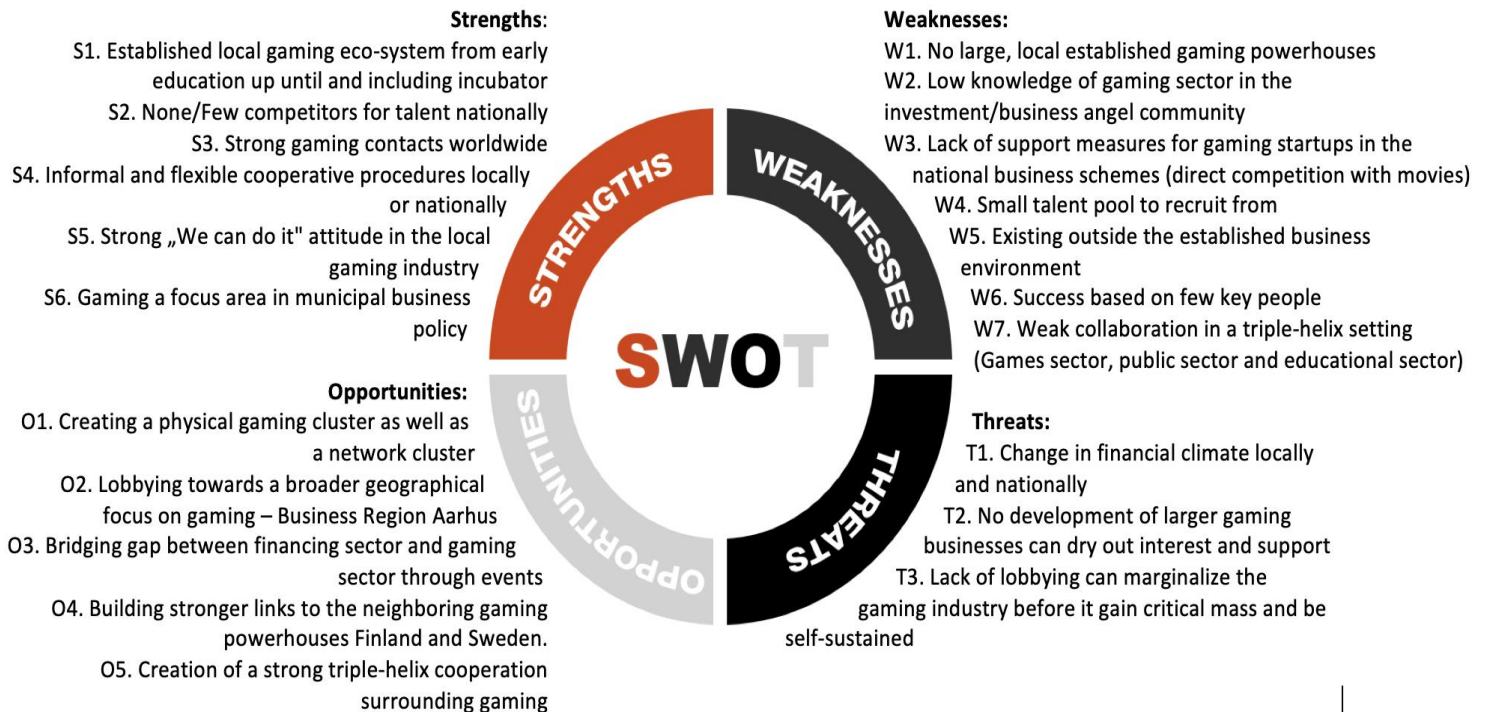 Strengths:
S1. Established local gaming eco-system from early
education up until and including incubator
S2. None/Few competitors for talent nationally
S3. Strong gaming contacts worldwide
S4. Informal and flexible cooperative procedures locally
or nationally
S5. Strong „We can do it" attitude in the local
gaming industry
S6. Gaming a focus area in municipal business
policy
Weaknesses:
W1. No large, local established gaming powerhouses
W2. Low knowledge of gaming sector in the
investment/business angel community
W3. Lack of support measures for gaming startups in the
national business schemes (direct competition with movies)
W4. Small talent pool to recruit from
W5. Existing outside the established business
environment
W6. Success based on few key people
W7. Weak collaboration in a triple-helix setting
(Games sector, public sector and educational sector)
STRENGTHS
WEAKNESSES
SWOT
OPPORTUNITIES
THREATS
Opportunities:
O1. Creating a physical gaming cluster as well as
a network cluster
O2. Lobbying towards a broader geographical
focus on gaming – Business Region Aarhus
O3. Bridging gap between financing sector and gaming
sector through events
O4. Building stronger links to the neighboring gaming
powerhouses Finland and Sweden.
O5. Creation of a strong triple-helix cooperation
surrounding gaming
Threats:
T1. Change in financial climate locally
and nationally
T2. No development of larger gaming
businesses can dry out interest and support
T3. Lack of lobbying can marginalize the
gaming industry before it gain critical mass and be
self-sustained